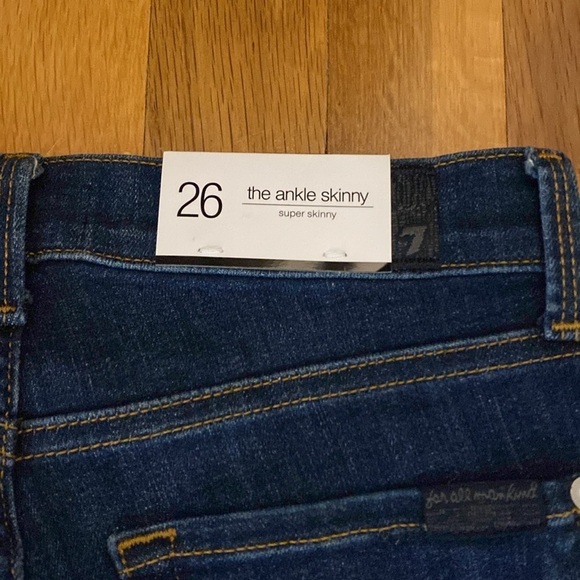 26
the ankle skinny
super skinny
7
for all mankind